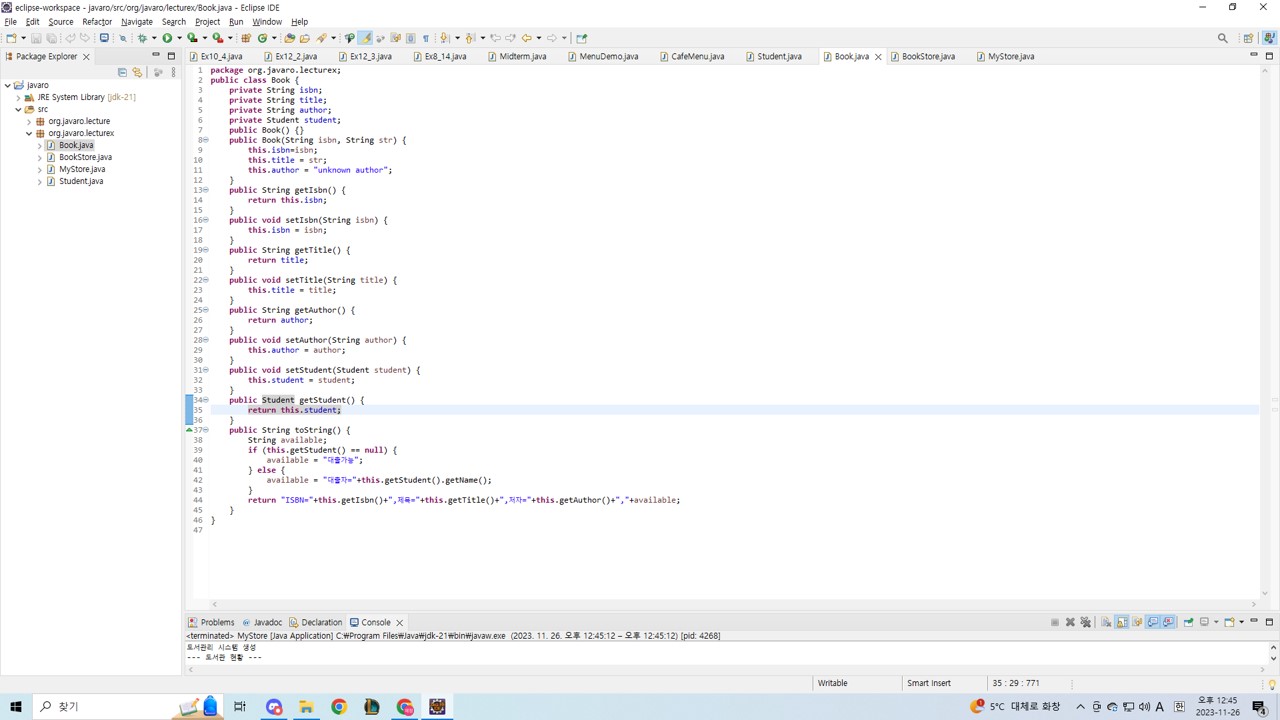 eclipse-workspace - javaro/src/org/javaro/lecturex/Book.java - Eclipse IDE
File Edit Source Refactor Navigate Search Project Run Window Help
Package Explorer
Ex10_4.java Ex12_2.java Ex12_3.java Ex8_14.java Midterm.java MenuDemo.java CafeMenu.java Student.java Book.java BookStore.java MyStore.java
javaro
JRE System Library [jdk-21]
src
org.javaro.lecture
org.javaro.lecturex
Book.java
BookStore.java
MyStore.java
Student.java
1 package org.javaro.lecturex;
2 public class Book {
3 private String isbn;
4 private String title;
5 private String author;
6 private Student student;
7 public Book() {}
8 public Book(String isbn, String str) {
9 this.isbn=isbn;
10 this.title = str;
11 this.author = "unknown author";
12 }
13 public String getIsbn() {
14 return this.isbn;
15 }
16 public void setIsbn(String isbn) {
17 this.isbn = isbn;
18 }
19 public String getTitle() {
20 return title;
21 }
22 public void setTitle(String title) {
23 this.title = title;
24 }
25 public String getAuthor() {
26 return author;
27 }
28 public void setAuthor(String author) {
29 this.author = author;
30 }
31 public void setStudent(Student student) {
32 this.student = student;
33 }
34 public Student getStudent() {
35 return this.student;
36 }
37 public String toString() {
38 String available;
39 if (this.getStudent() == null) {
40 available = "대출가능";
41 } else {
42 available = "대출자="+this.getStudent().getName();
43 }
44 return "ISBN="+this.getIsbn()+",제목="+this.getTitle()+",저자="+this.getAuthor()+","+available;
45 }
46 }
47
Problems Javadoc Declaration Console
<terminated> MyStore [Java Application] C:₩Program Files₩Java₩jdk-21₩bin₩javaw.exe (2023. 11. 26. 오후 12:45:12 – 오후 12:45:12) [pid: 4268]
도서관리 시스템 생성
--- 도서관 현황 ---
Writable Smart Insert 35 : 29 : 771
찾기
5°C 대체로 화창
A
오후 12:45
2023-11-26
4